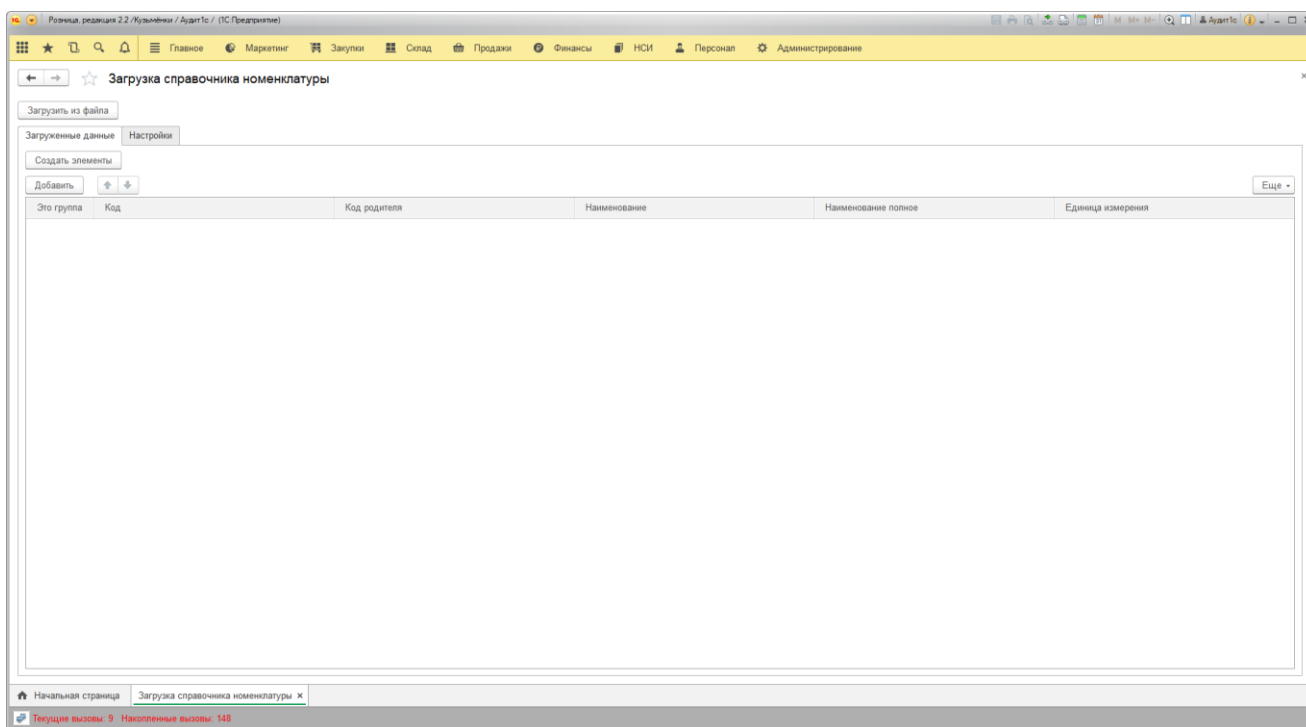 Розница, редакция 2.2 /Кузьмёнки / Аудит1с / (1С:Предприятие) М М+ М- Аудит1с
Главное Маркетинг Закупки Склад Продажи Финансы НСИ Персонал Администрирование
Загрузка справочника номенклатуры
Загрузить из файла
Загруженные данные Настройки
Создать элементы
Добавить Еще
Это группа Код Код родителя Наименование Наименование полное Единица измерения
Начальная страница Загрузка справочника номенклатуры ×
Текущие вызовы: 9 Накопленные вызовы: 148